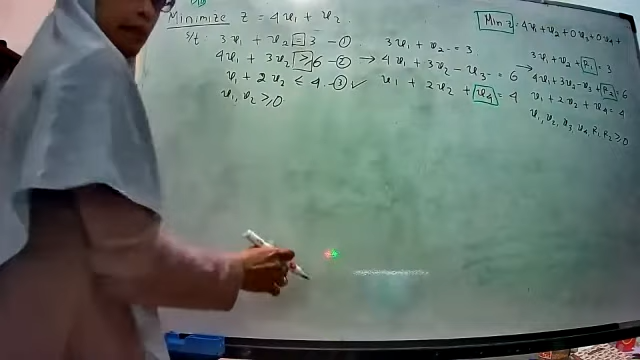 Minimize z = 4x₁ + x₂
s/t. 3x₁ + x₂ = 3 - ①
4x₁ + 3x₂ ≥ 6 - ②
x₁ + 2x₂ ≤ 4 - ③ ✓
x₁, x₂ ≥ 0
3x₁ + x₂ = 3
→ 4x₁ + 3x₂ - x₃ = 6 →
x₁ + 2x₂ + x₄ = 4
Min z = 4x₁ + x₂ + 0x₃ + 0x₄ +
3x₁ + x₂ + R₁ = 3
4x₁ + 3x₂ - x₃ + R₂ = 6
x₁ + 2x₂ + x₄ = 4
x₁, x₂, x₃, x₄, R₁, R₂ ≥ 0